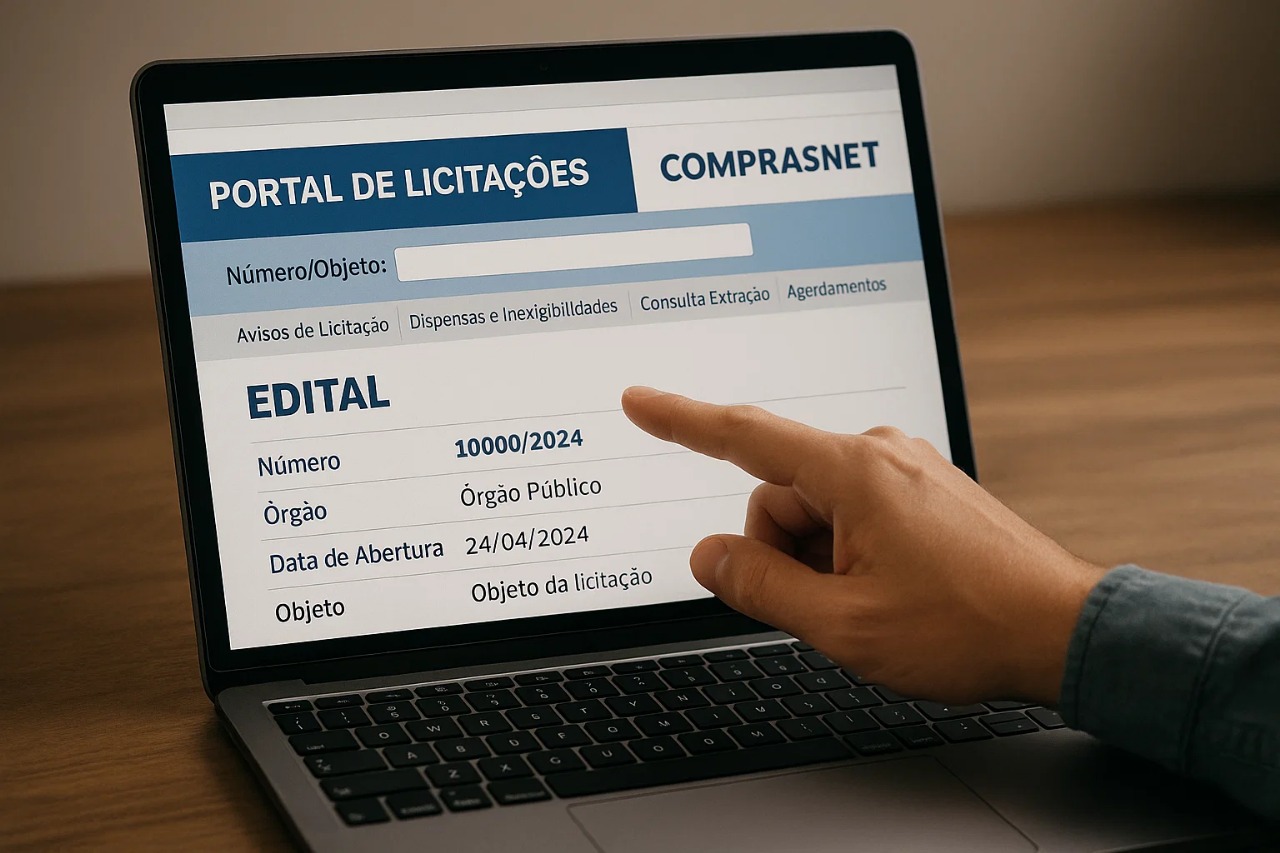 PORTAL DE LICITAÇÔES
COMPRASNET
Número/Objeto:
Avisos de Licitação
Dispensas e Inexigibilldades
Consulta Extração
Agerdamentos
EDITAL
Número 10000/2024
Òrgão Órgão Público
Data de Abertura 24/04/2024
Objeto Objeto da licitação